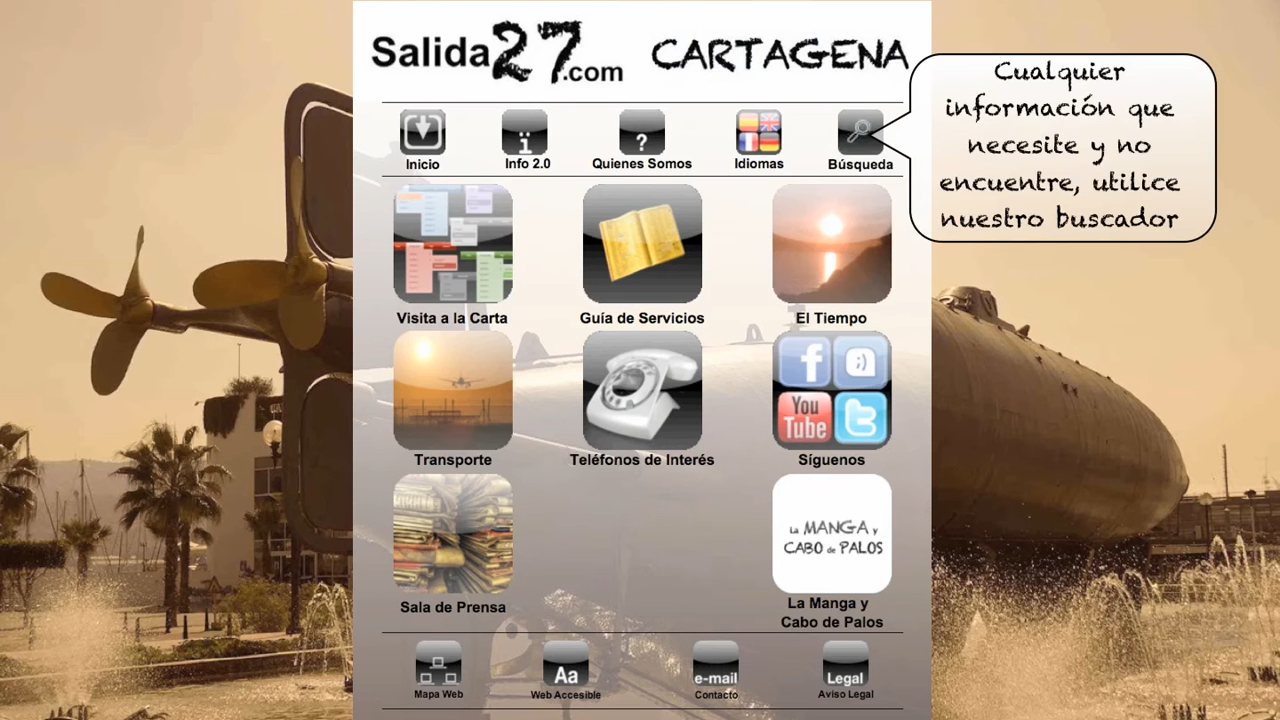 Salida27.com CARTAGENA
Cualquier
información que
necesite y no
encuentre, utilice
nuestro buscador
Inicio
Info 2.0
?
Quienes Somos
Idiomas
Búsqueda
Visita a la Carta
Guía de Servicios
El Tiempo
Transporte
Teléfonos de Interés
f
You
Tube
t
Síguenos
Sala de Prensa
La MANGA y
CABO de PALOS
La Manga y
Cabo de Palos
Mapa Web
Aa
Web Accesible
e-mail
Contacto
Legal
Aviso Legal